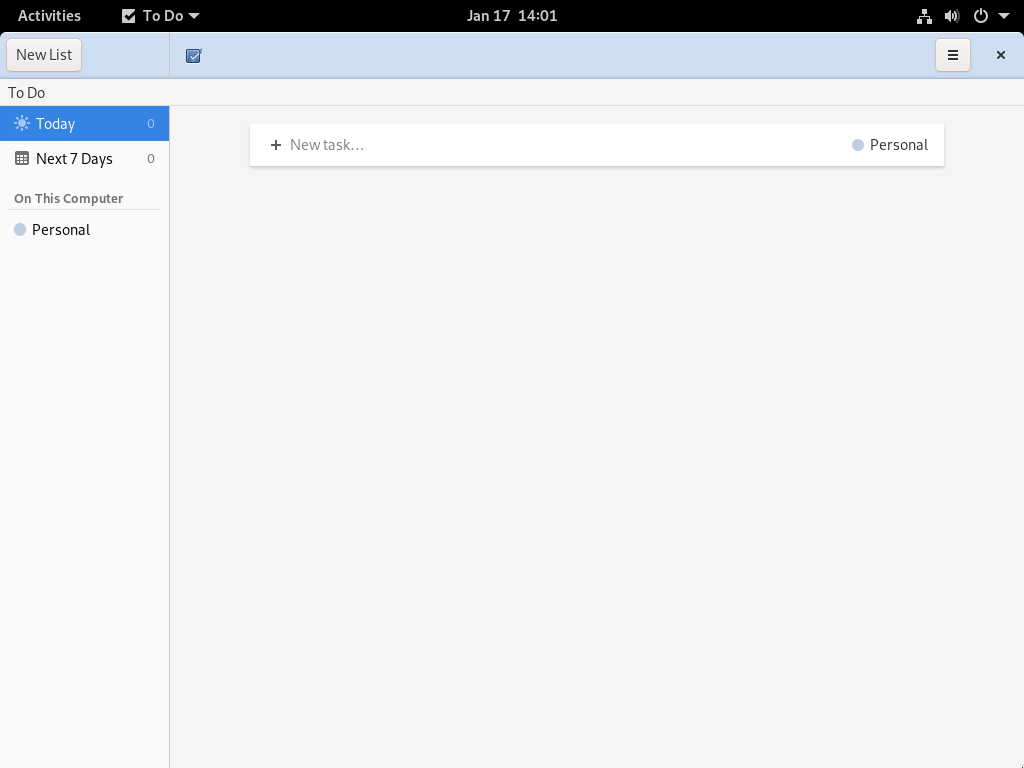 Activities To Do Jan 17 14:01
New List
To Do
Today 0
Next 7 Days 0
On This Computer
Personal
New task… Personal